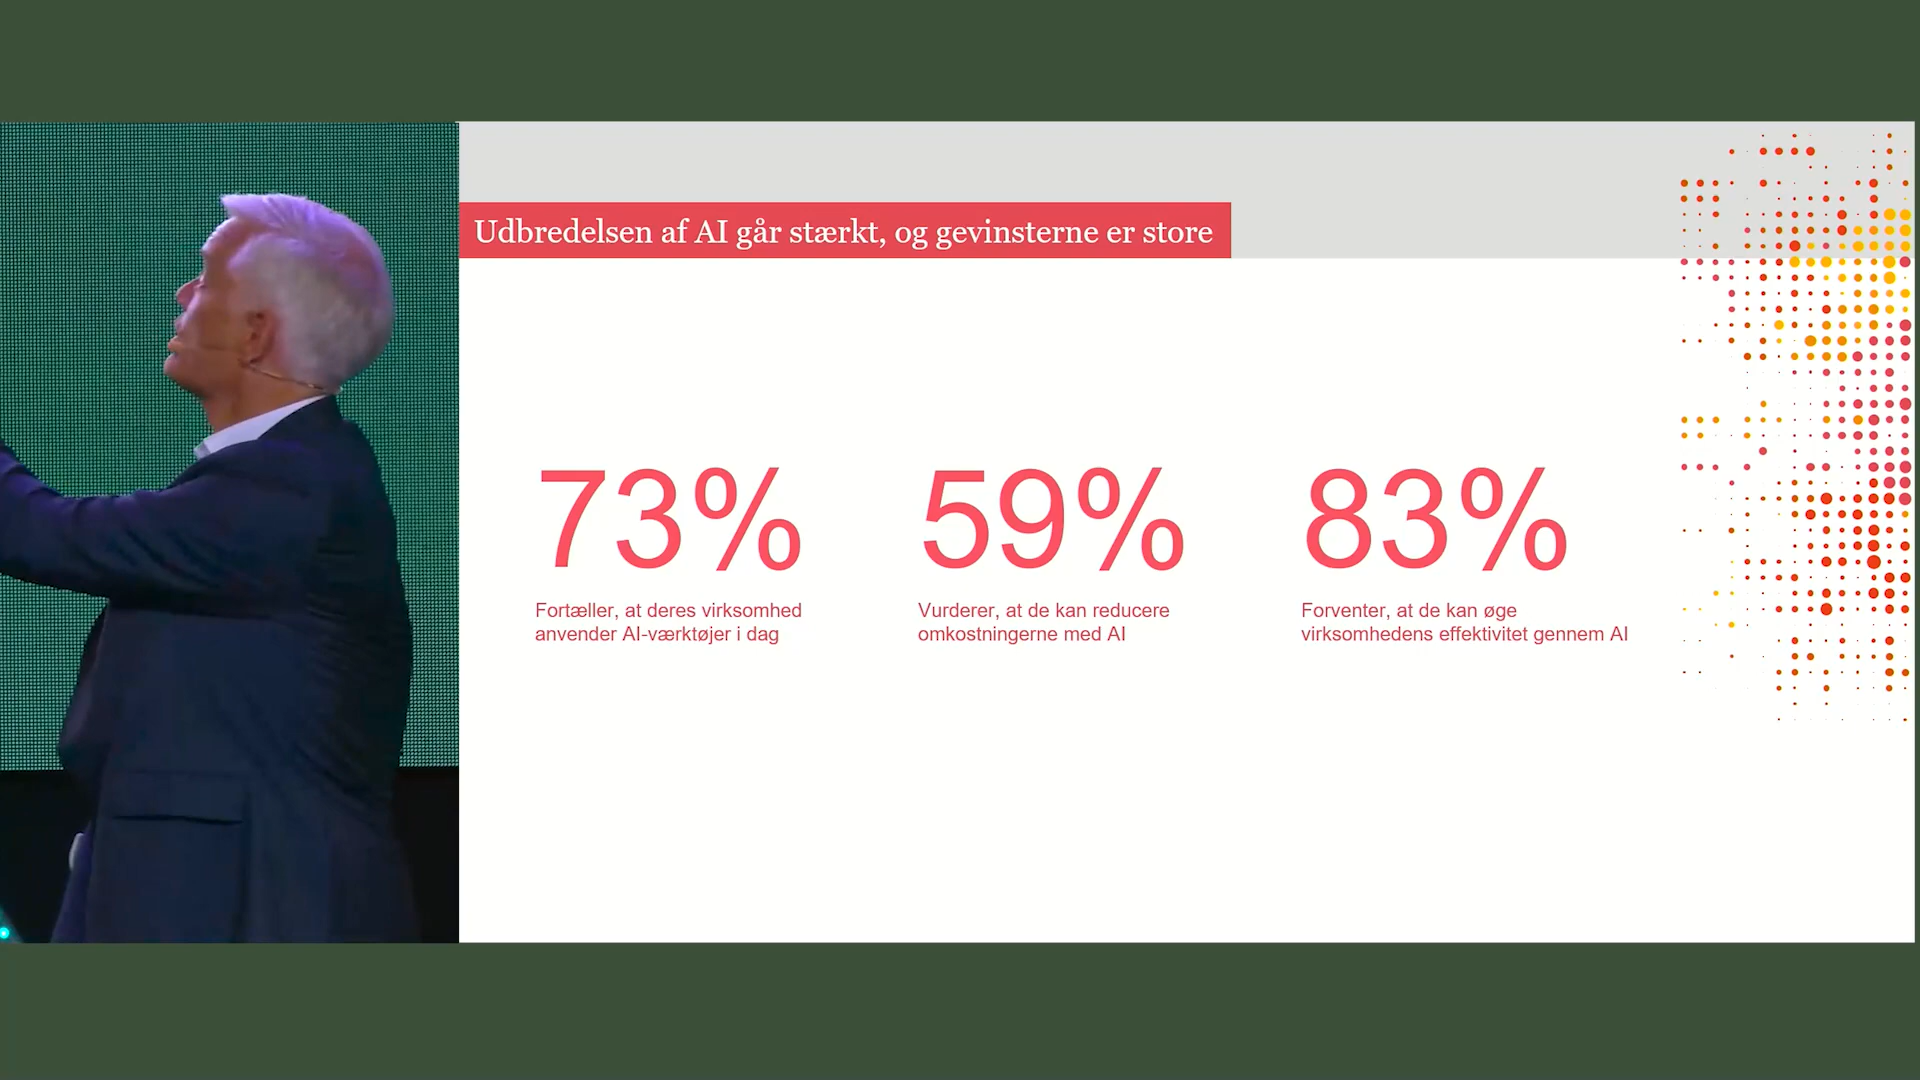 Udbredelsen af AI går stærkt, og gevinsterne er store
73%
Fortæller, at deres virksomhed
anvender AI-værktøjer i dag
59%
Vurderer, at de kan reducere
omkostningerne med AI
83%
Forventer, at de kan øge
virksomhedens effektivitet gennem AI